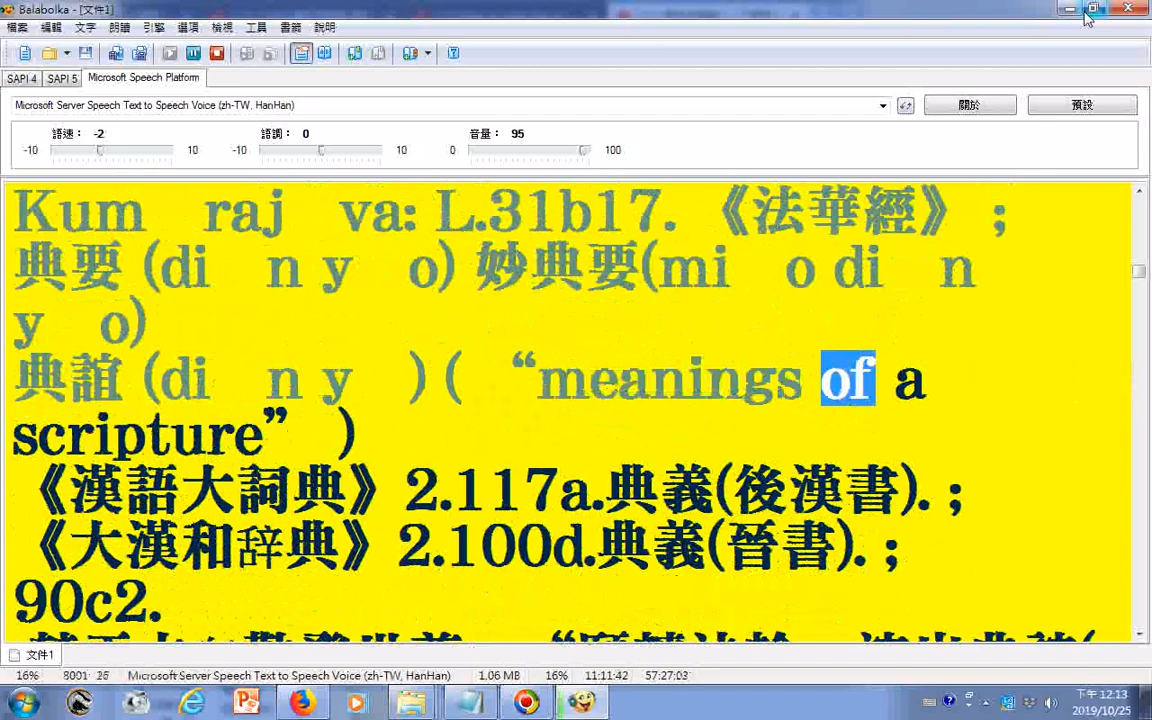 Balabolka - [文件1]
檔案 編輯 文字 朗讀 引擎 選項 檢視 工具 書籤 說明
SAPI 4 SAPI 5 Microsoft Speech Platform
Microsoft Server Speech Text to Speech Voice (zh-TW, HanHan) 關於 預設
語速： -2 語調： 0 音量： 95
-10 10 -10 10 0 100
Kum raj va: L.31b17. 《法華經》 ;
典要 (di n y o) 妙典要(mi o di n
y o)
典誼 (di n y ) ( “meanings of a
scripture” )
《漢語大詞典》 2.117a.典義(後漢書). ;
《大漢和辞典》 2.100d.典義(晉書). ;
90c2.
文件1
16% 8001 26 Microsoft Server Speech Text to Speech Voice (zh-TW, HanHan) 1.06 MB 16% 11:11:42 57:27:03
下午 12:13
2019/10/25